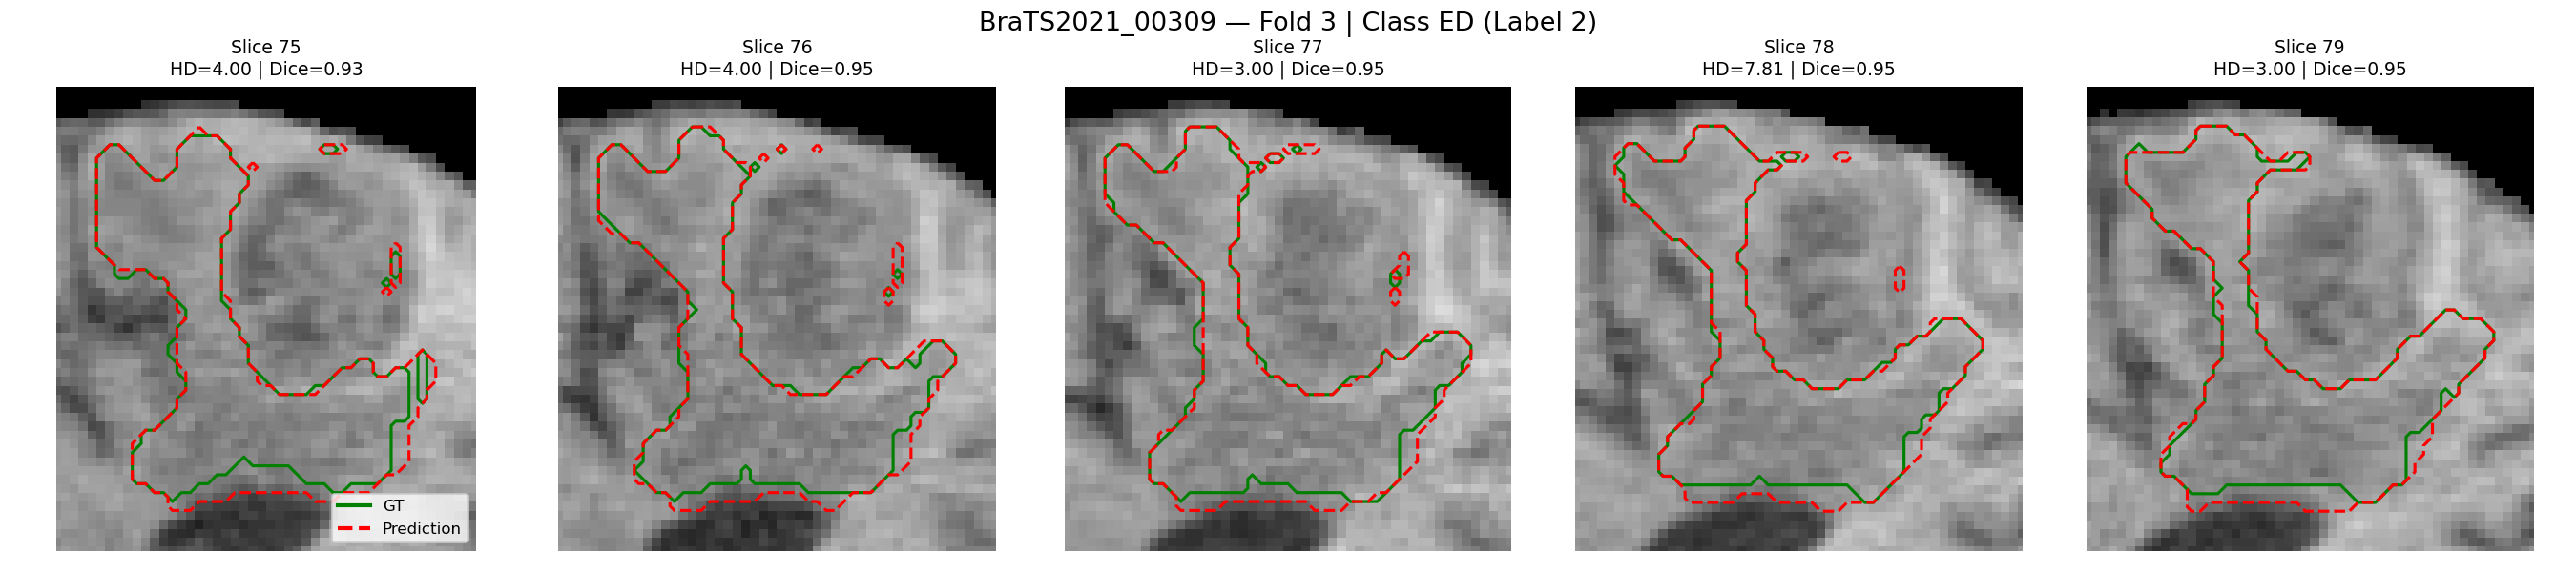 BraTS2021_00309 — Fold 3 | Class ED (Label 2)
Slice 75
HD=4.00 | Dice=0.93
Slice 76
HD=4.00 | Dice=0.95
Slice 77
HD=3.00 | Dice=0.95
Slice 78
HD=7.81 | Dice=0.95
Slice 79
HD=3.00 | Dice=0.95
GT
Prediction